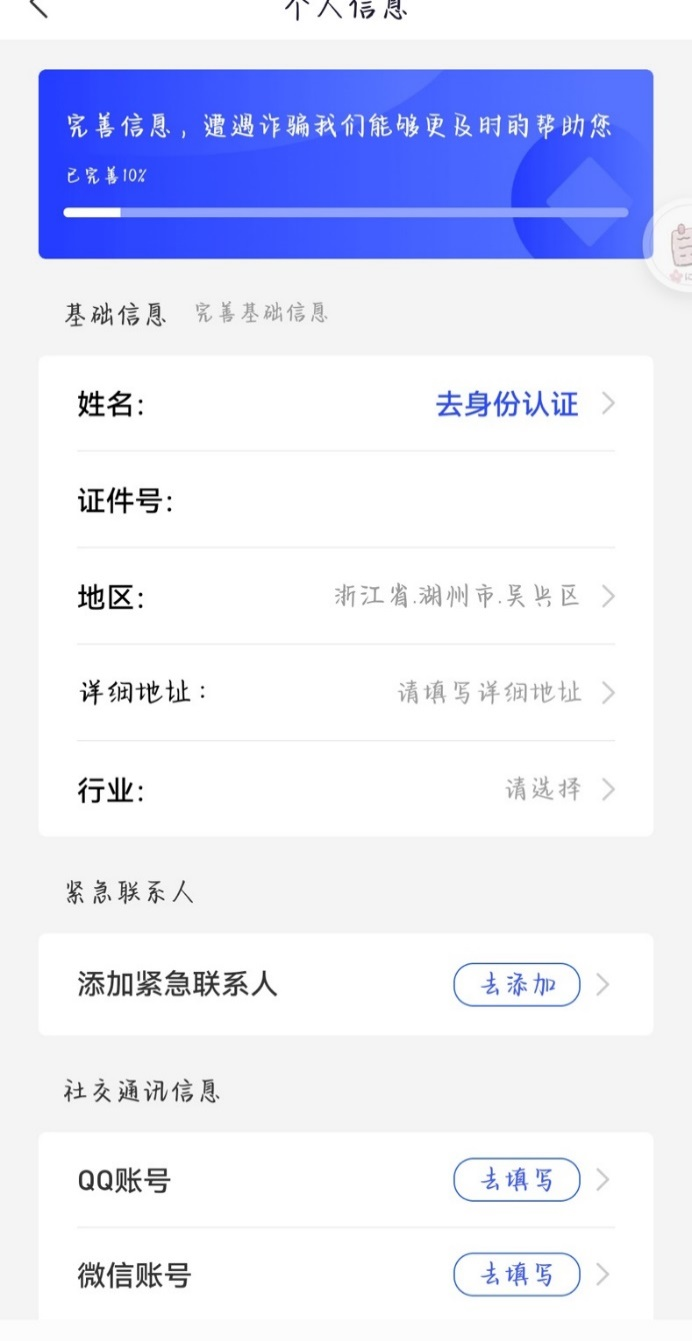 个人信息
完善信息，遭遇诈骗我们能够更及时的帮助您
已完善10%
基础信息 完善基础信息
姓名: 去身份认证
证件号:
地区: 浙江省.湖州市.吴兴区
详细地址： 请填写详细地址
行业: 请选择
紧急联系人
添加紧急联系人 去添加
社交通讯信息
QQ账号 去填写
微信账号 去填写